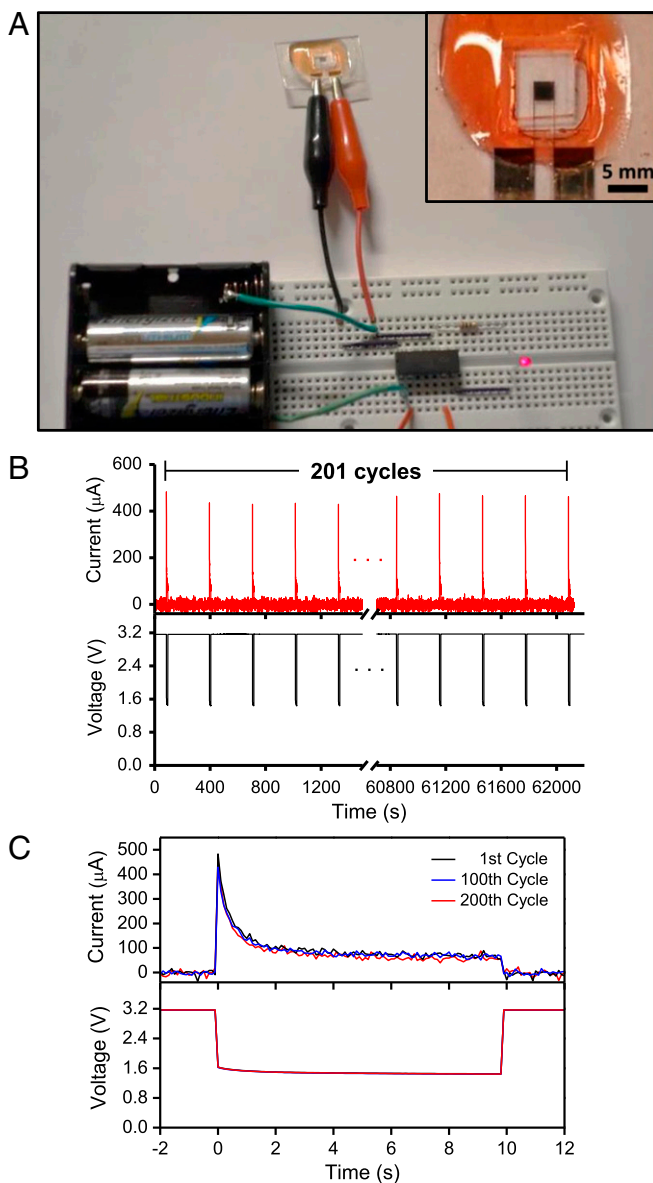 A
5 mm
B
201 cycles
Current (µA)
600
400
200
0
. . .
Voltage (V)
3.2
2.4
1.6
0.8
0.0
. . .
0 400 800 1200 60800 61200 61600 62000
Time (s)
C
Current (µA)
500
400
300
200
100
0
1st Cycle
100th Cycle
200th Cycle
Voltage (V)
3.2
2.4
1.6
0.8
0.0
-2 0 2 4 6 8 10 12
Time (s)